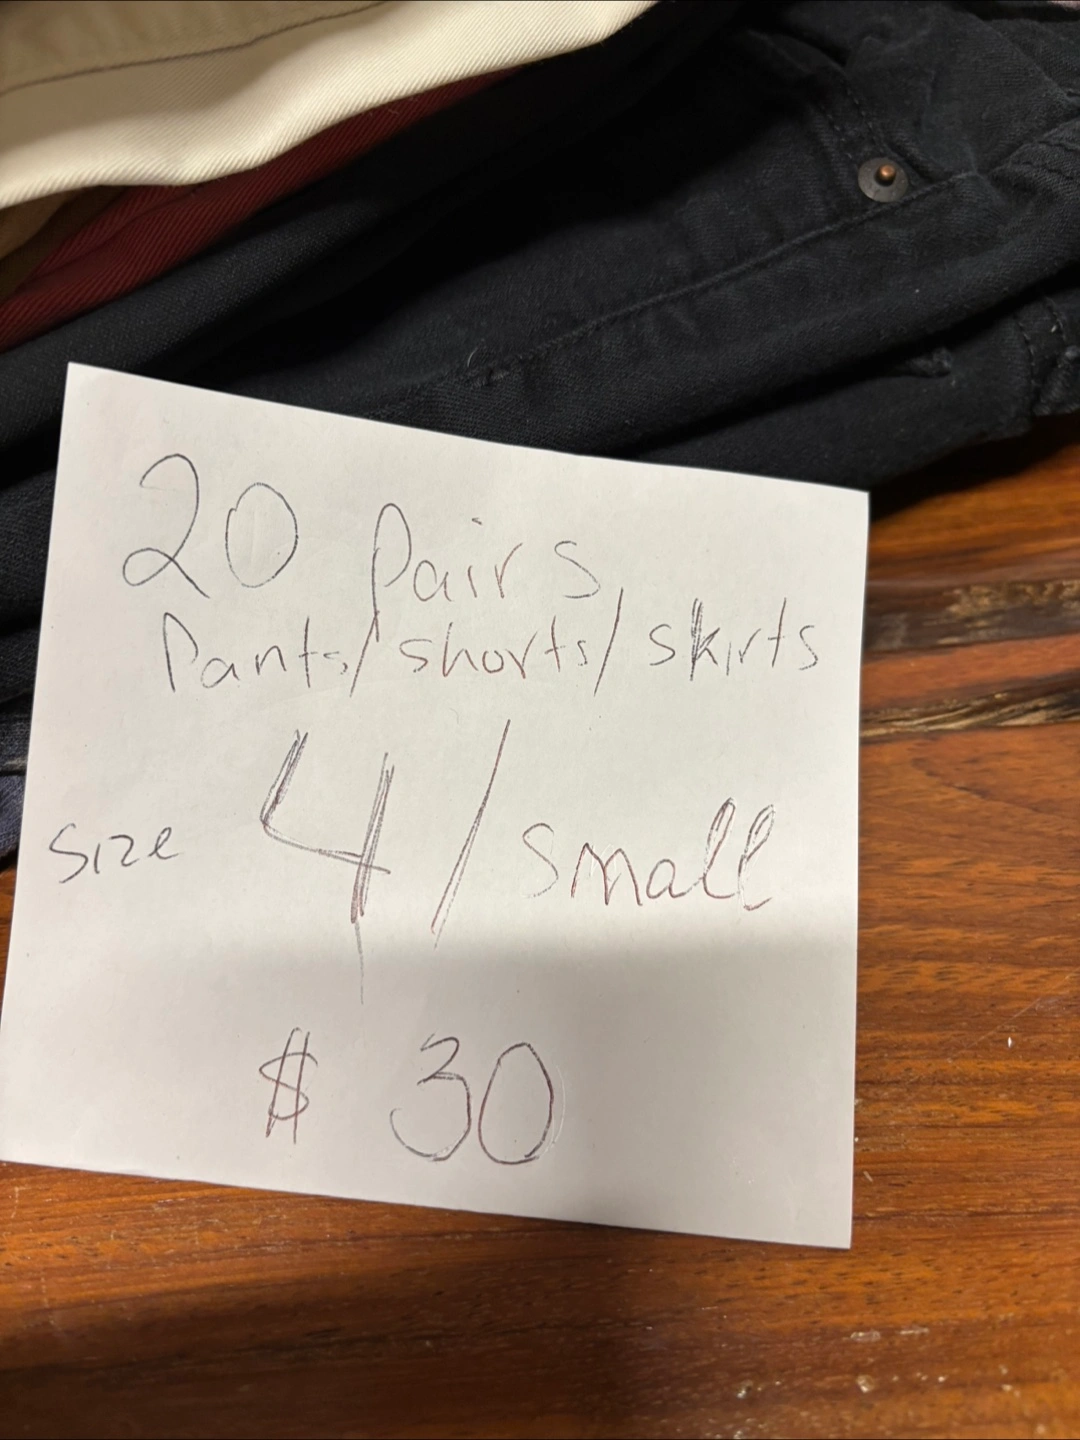 20 Pairs
Pants/shorts/skirts
Size 4/small
$ 30